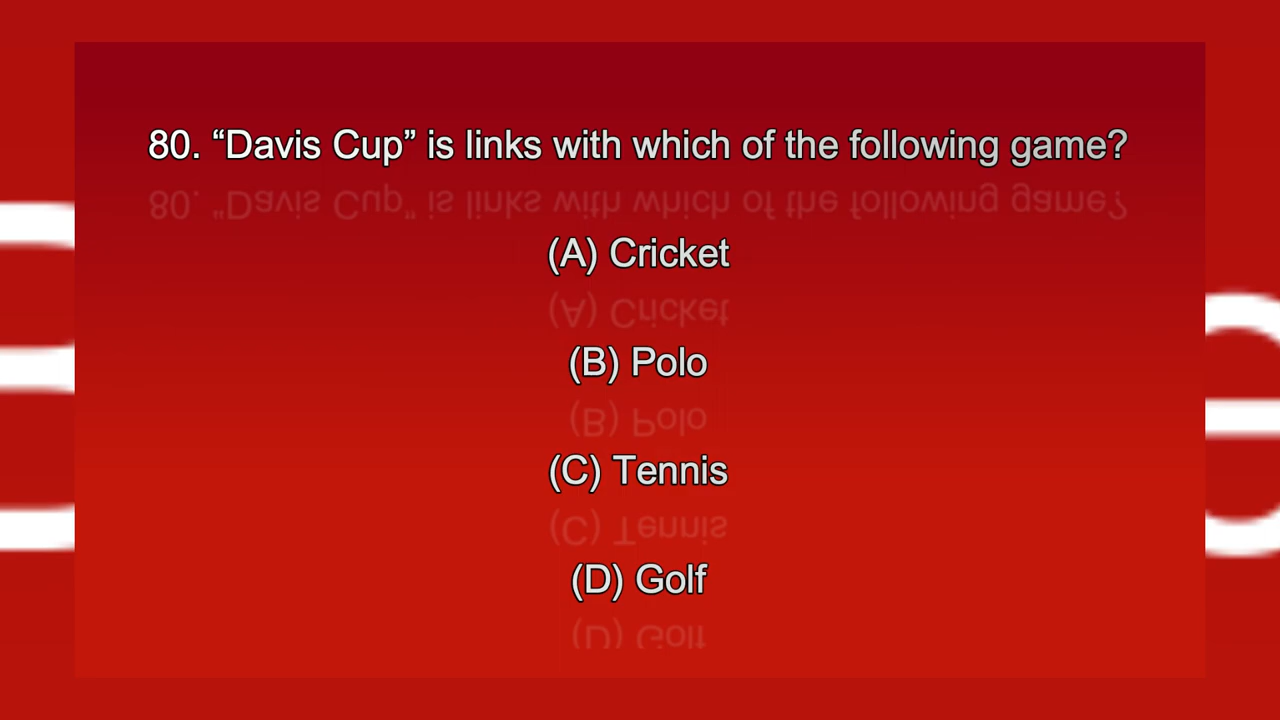 80. “Davis Cup” is links with which of the following game?
(A) Cricket
(B) Polo
(C) Tennis
(D) Golf